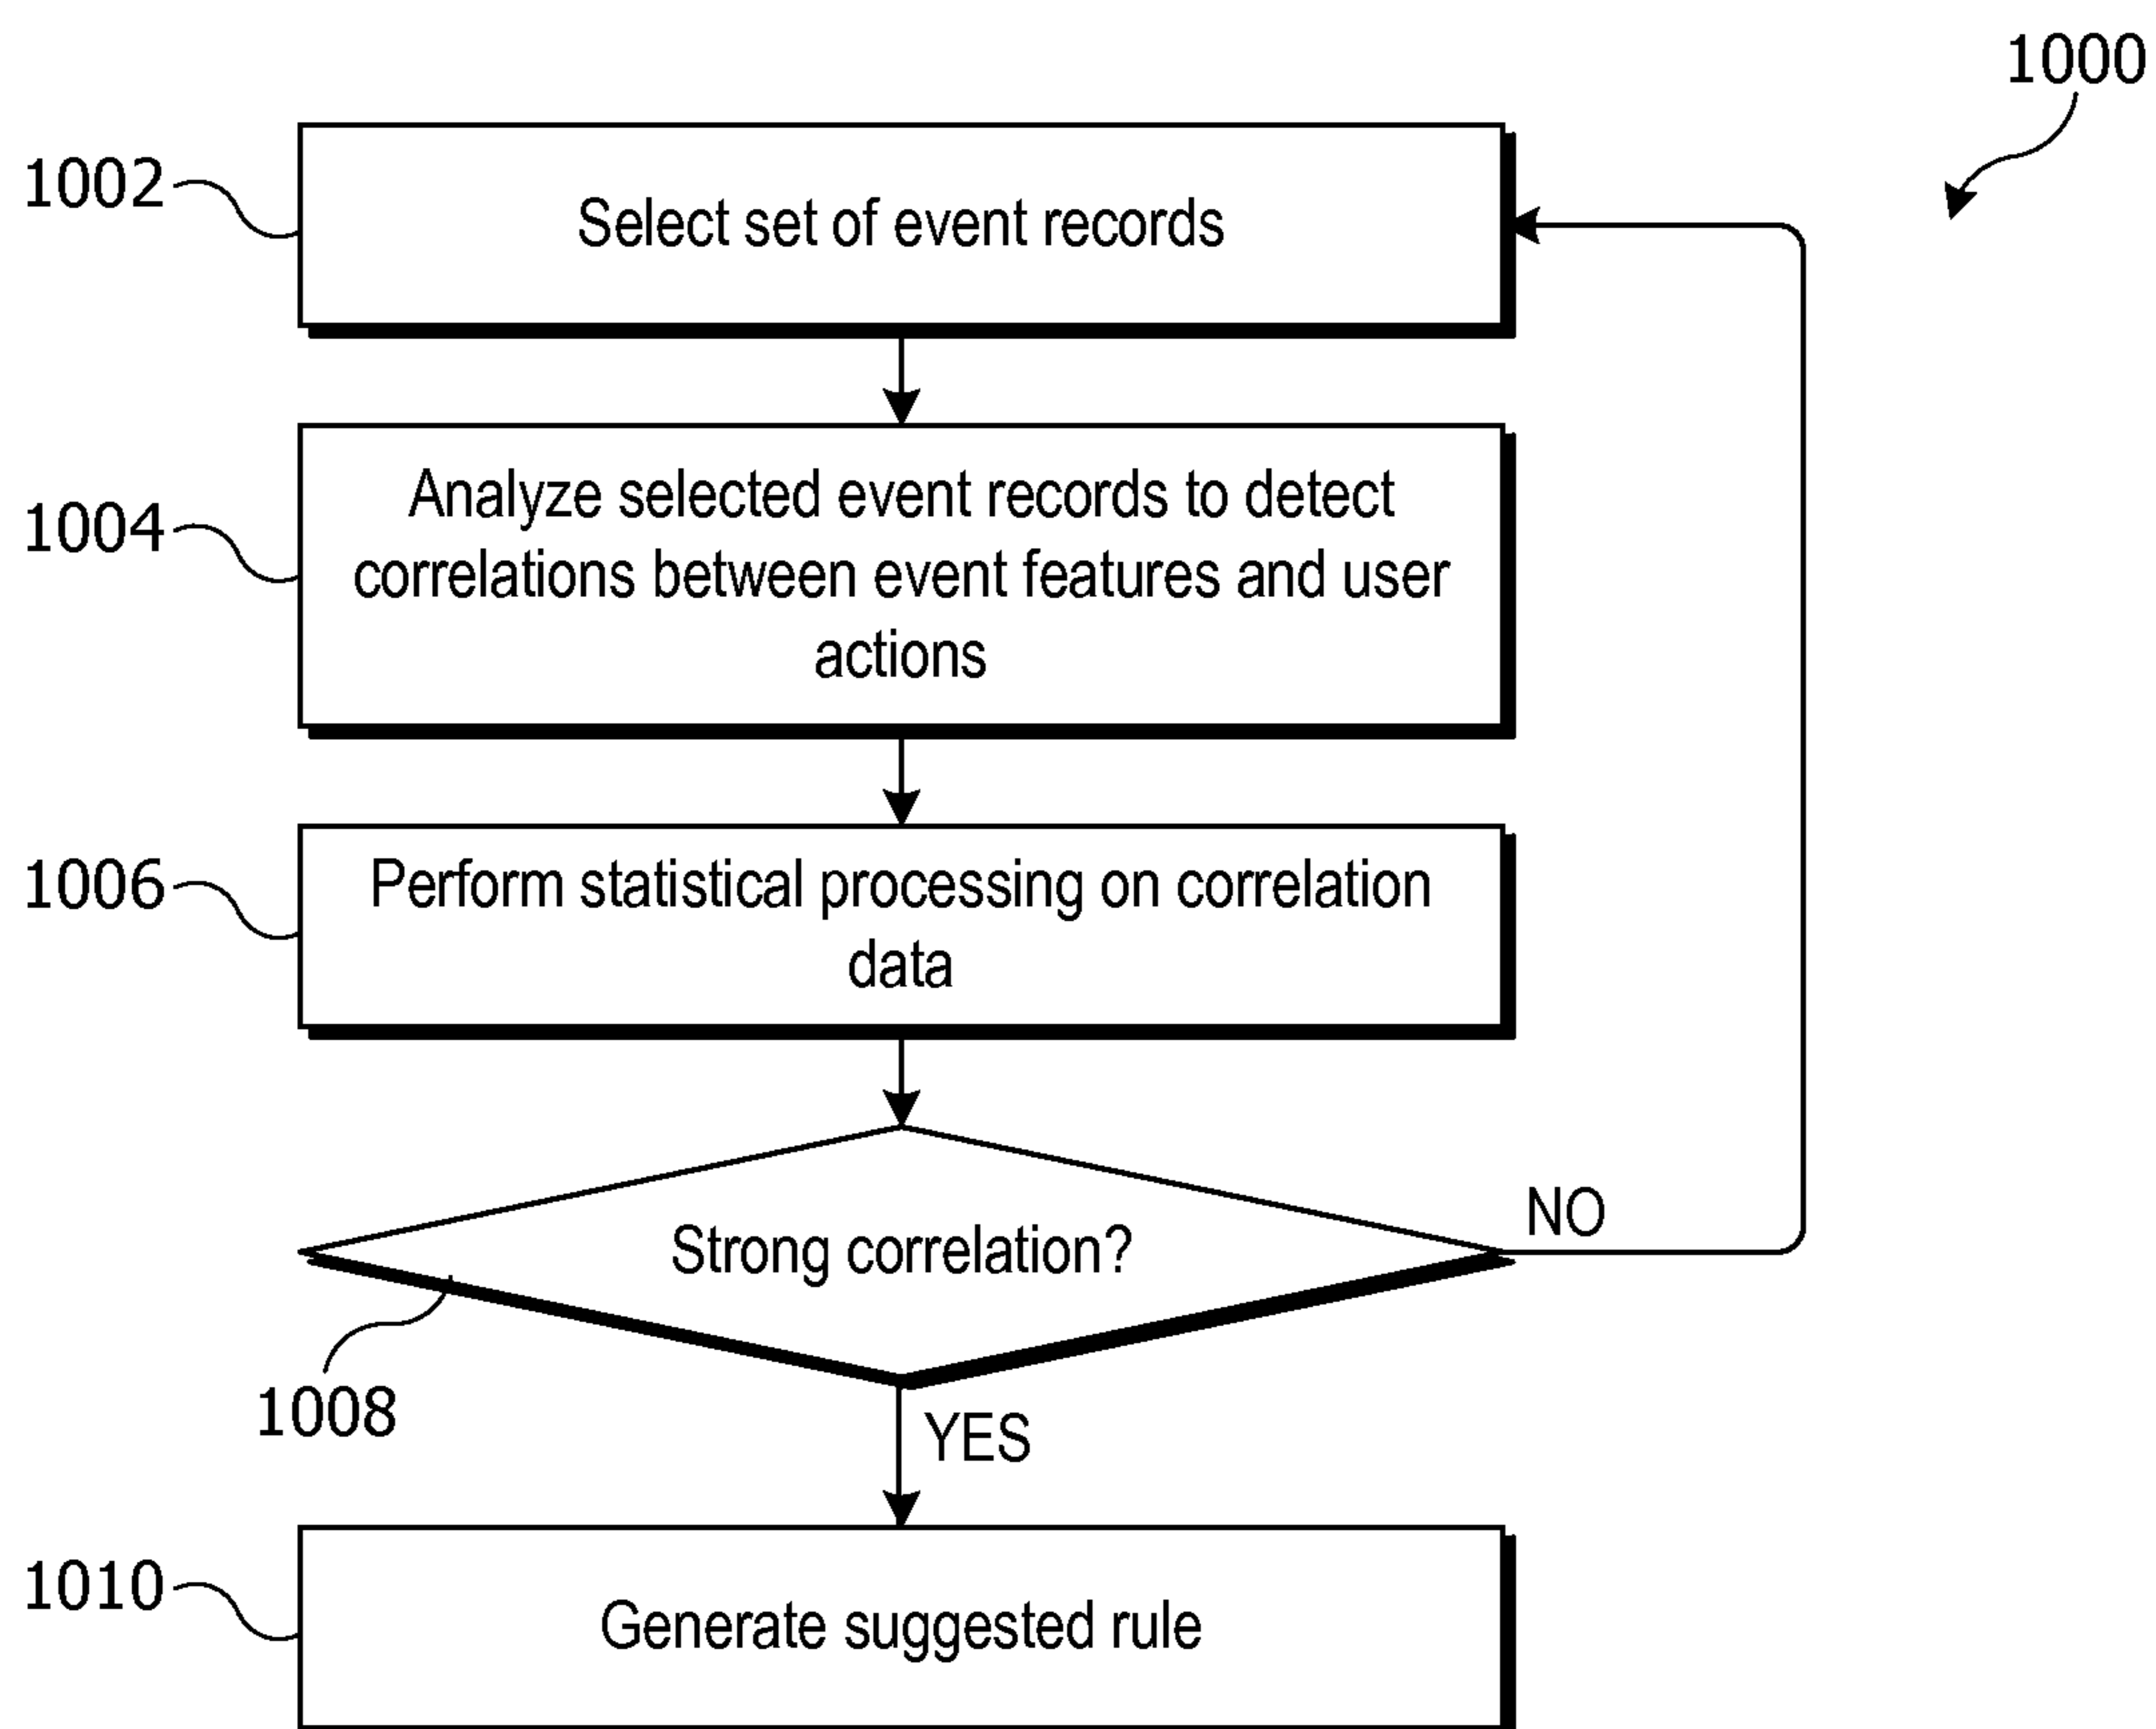 1000
1002
Select set of event records
1004
Analyze selected event records to detect
correlations between event features and user
actions
1006
Perform statistical processing on correlation
data
Strong correlation?
NO
1008
YES
1010
Generate suggested rule